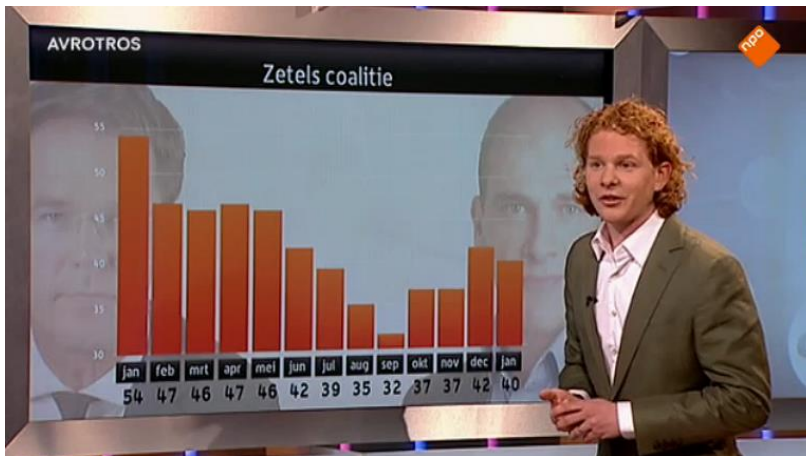 AVROTROS
npo
Zetels coalitie
55
50
45
40
35
30
jan feb mrt apr mei jun jul aug sep okt nov dec jan
54 47 46 47 46 42 39 35 32 37 37 42 40